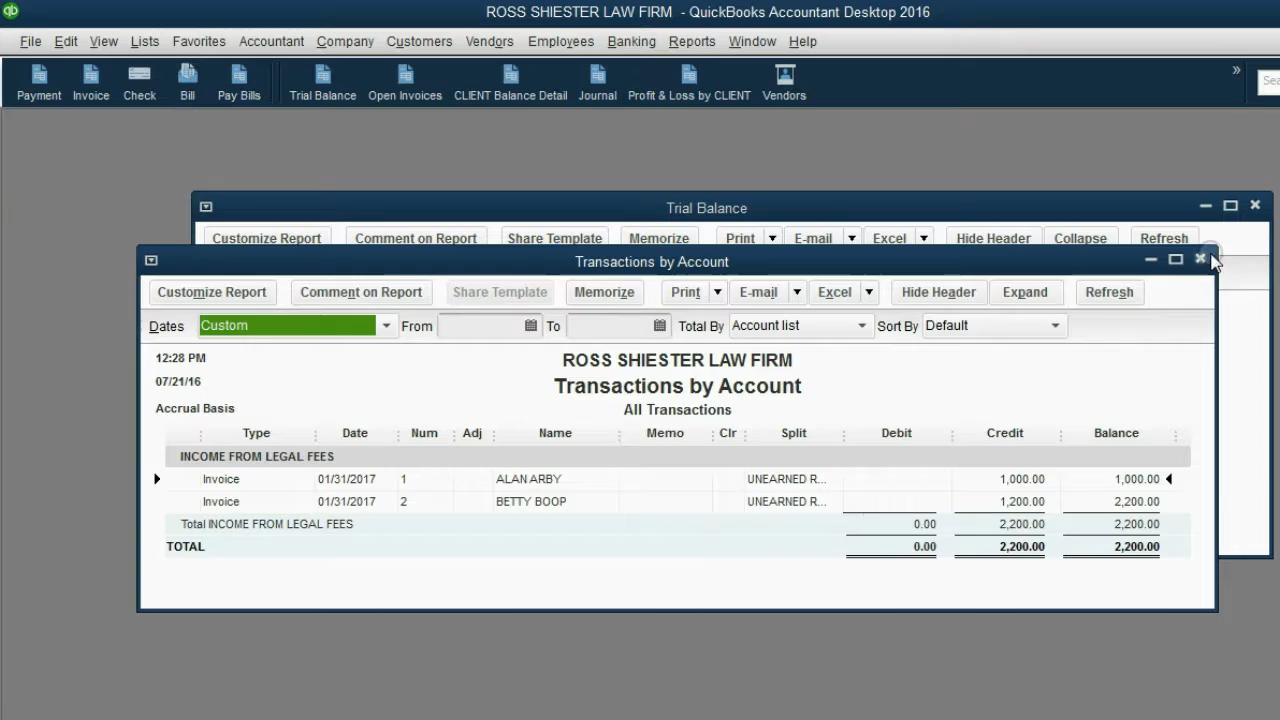 ROSS SHIESTER LAW FIRM - QuickBooks Accountant Desktop 2016
File Edit View Lists Favorites Accountant Company Customers Vendors Employees Banking Reports Window Help
Payment Invoice Check Bill Pay Bills Trial Balance Open Invoices CLIENT Balance Detail Journal Profit & Loss by CLIENT Vendors » Sea
Trial Balance
Customize Report Comment on Report Share Template Memorize Print E-mail Excel Hide Header Collapse Refresh
Transactions by Account
Customize Report Comment on Report Share Template Memorize Print E-mail Excel Hide Header Expand Refresh
Dates Custom From To Total By Account list Sort By Default
12:28 PM ROSS SHIESTER LAW FIRM
07/21/16 Transactions by Account
Accrual Basis All Transactions
Type Date Num Adj Name Memo Clr Split Debit Credit Balance
INCOME FROM LEGAL FEES
Invoice 01/31/2017 1 ALAN ARBY UNEARNED R... 1,000.00 1,000.00
Invoice 01/31/2017 2 BETTY BOOP UNEARNED R... 1,200.00 2,200.00
Total INCOME FROM LEGAL FEES 0.00 2,200.00 2,200.00
TOTAL 0.00 2,200.00 2,200.00